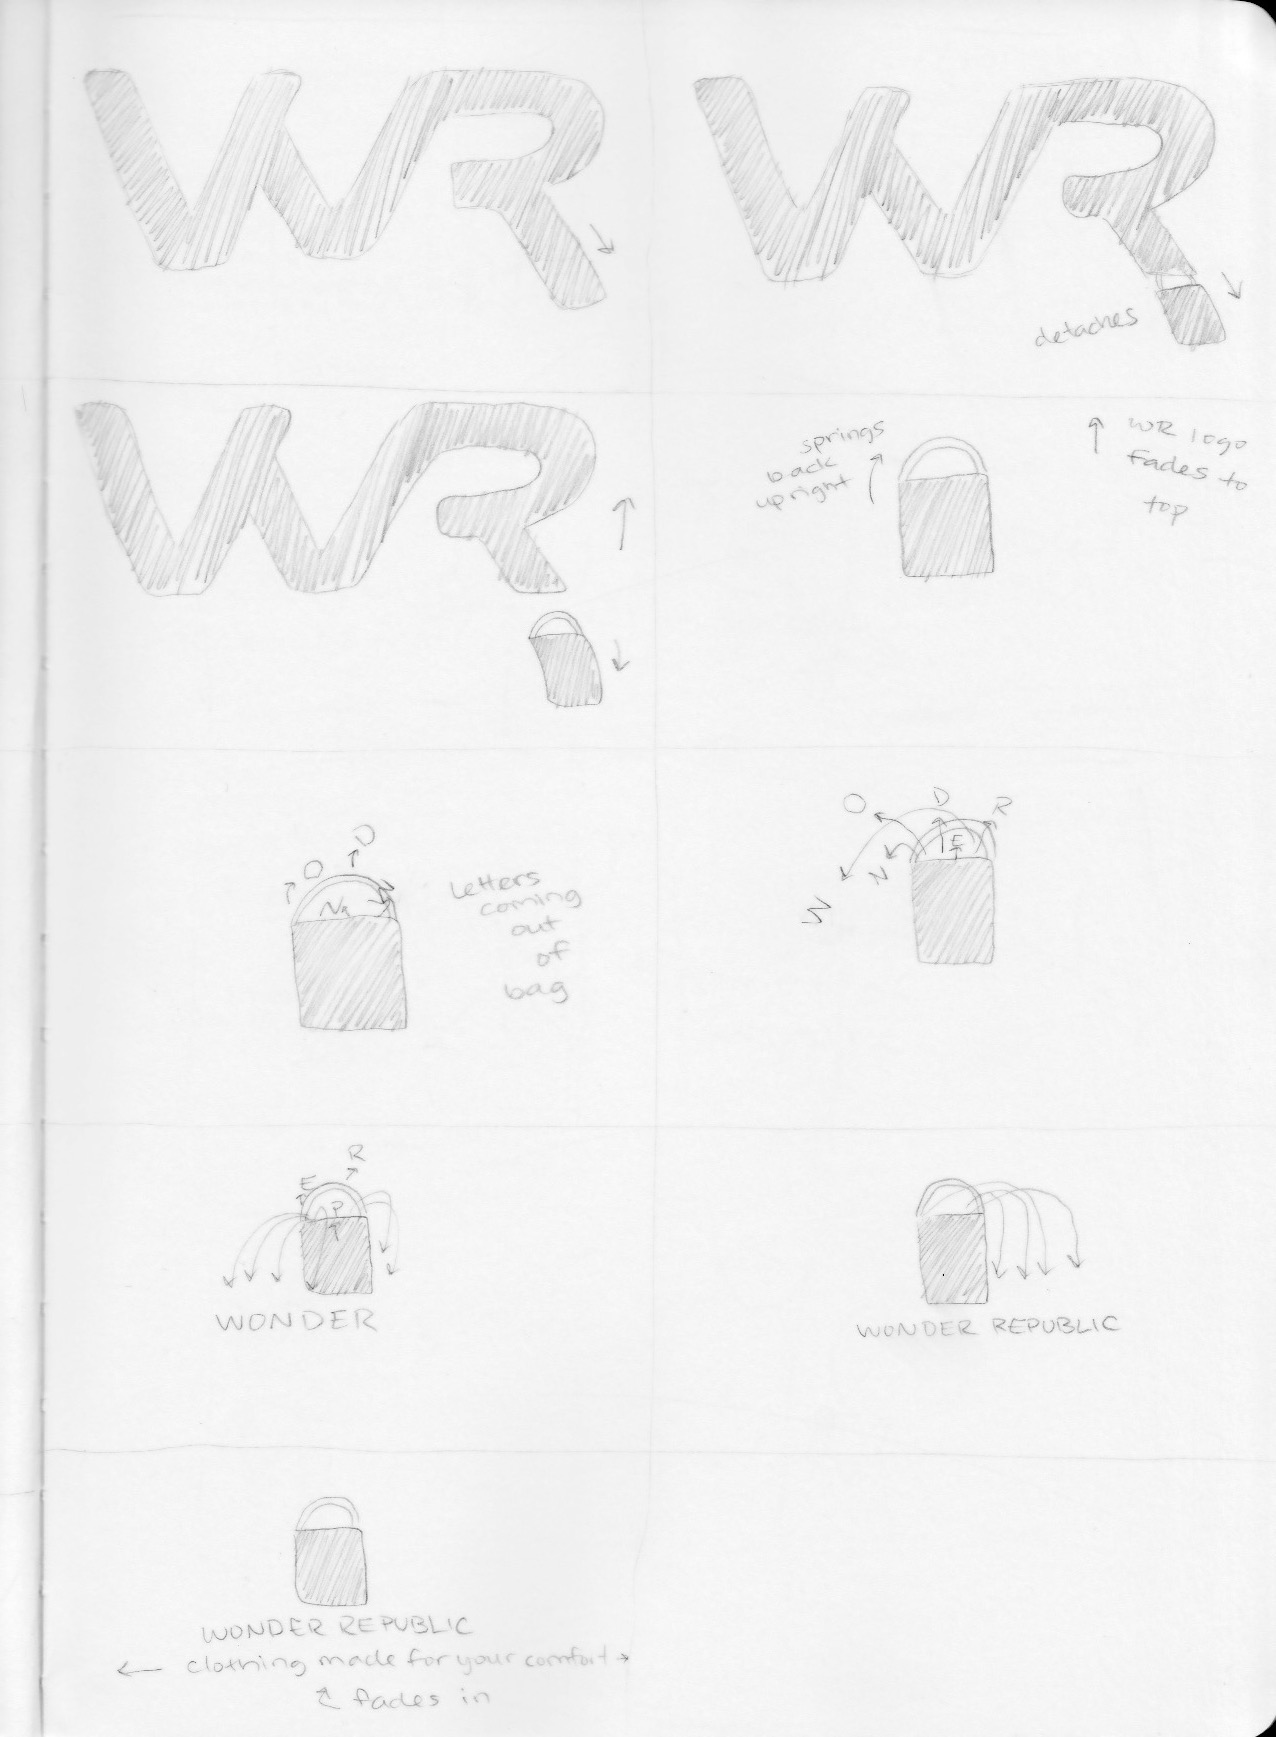 WR
WR
detaches
WR
springs
back
upright
WR logo
fades to
top
D
O
N
Letters
coming
out
of
bag
O D R
E
N
W
R
E
P
WONDER
WONDER REPUBLIC
WONDER REPUBLIC
clothing made for your comfort
fades in